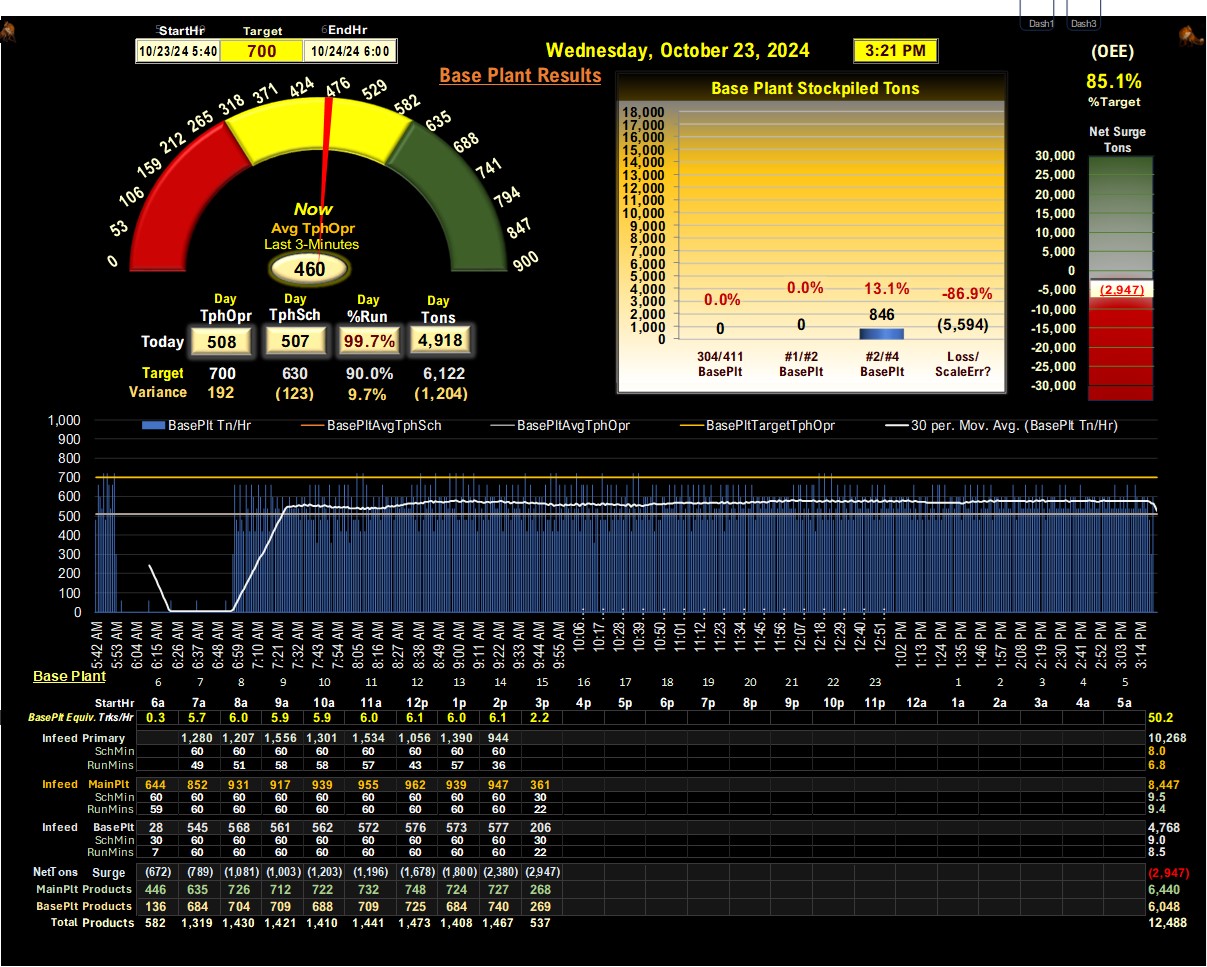 Dash1 Dash3
StartHr Target EndHr
10/23/24 5:40 700 10/24/24 6:00
Wednesday, October 23, 2024 3:21 PM
(OEE)
85.1%
%Target
Base Plant Results
0 53 106 159 212 265 318 371 424 476 529 582 635 688 741 794 847 900
Now
Avg TphOpr
Last 3-Minutes
460
Day TphOpr Day TphSch Day %Run Day Tons
Today 508 507 99.7% 4,918
Target 700 630 90.0% 6,122
Variance 192 (123) 9.7% (1,204)
Base Plant Stockpiled Tons
18,000
17,000
16,000
15,000
14,000
13,000
12,000
11,000
10,000
9,000
8,000
7,000
6,000
5,000
4,000
3,000
2,000
1,000
0
0.0% 0.0% 13.1% -86.9%
0 0 846 (5,594)
304/411 BasePlt #1/#2 BasePlt #2/#4 BasePlt Loss/ ScaleErr?
Net Surge
Tons
30,000
25,000
20,000
15,000
10,000
5,000
0
-5,000
-10,000
-15,000
-20,000
-25,000
-30,000
(2,947)
BasePlt Tn/Hr BasePltAvgTphSch BasePltAvgTphOpr BasePltTargetTphOpr 30 per. Mov. Avg. (BasePlt Tn/Hr)
1,000
900
800
700
600
500
400
300
200
100
0
5:42 AM 5:53 AM 6:04 AM 6:15 AM 6:26 AM 6:37 AM 6:48 AM 6:59 AM 7:10 AM 7:21 AM 7:32 AM 7:43 AM 7:54 AM 8:05 AM 8:16 AM 8:27 AM 8:38 AM 8:49 AM 9:00 AM 9:11 AM 9:22 AM 9:33 AM 9:44 AM 9:55 AM 10:06… 10:17… 10:28… 10:39… 10:50… 11:01… 11:12… 11:23… 11:34… 11:45… 11:56… 12:07… 12:18… 12:29… 12:40… 12:51… 1:02 PM 1:13 PM 1:24 PM 1:35 PM 1:46 PM 1:57 PM 2:08 PM 2:19 PM 2:30 PM 2:41 PM 2:52 PM 3:03 PM 3:14 PM
Base Plant
6 7 8 9 10 11 12 13 14 15 16 17 18 19 20 21 22 23 1 2 3 4 5
StartHr 6a 7a 8a 9a 10a 11a 12p 1p 2p 3p 4p 5p 6p 7p 8p 9p 10p 11p 12a 1a 2a 3a 4a 5a
BasePlt Equiv. Trks/Hr 0.3 5.7 6.0 5.9 5.9 6.0 6.1 6.0 6.1 2.2 50.2
Infeed Primary 1,280 1,207 1,556 1,301 1,534 1,056 1,390 944 10,268
SchMin 60 60 60 60 60 60 60 60 8.0
RunMins 49 51 58 58 57 43 57 36 6.8
Infeed MainPlt 644 852 931 917 939 955 962 939 947 361 8,447
SchMin 60 60 60 60 60 60 60 60 60 30 9.5
RunMins 59 60 60 60 60 60 60 60 60 22 9.4
Infeed BasePlt 28 545 568 561 562 572 576 573 577 206 4,768
SchMin 30 60 60 60 60 60 60 60 60 30 9.0
RunMins 7 60 60 60 60 60 60 60 60 22 8.5
NetTons Surge (672) (789) (1,081) (1,003) (1,203) (1,196) (1,678) (1,800) (2,380) (2,947) (2,947)
MainPlt Products 446 635 726 712 722 732 748 724 727 268 6,440
BasePlt Products 136 684 704 709 688 709 725 684 740 269 6,048
Total Products 582 1,319 1,430 1,421 1,410 1,441 1,473 1,408 1,467 537 12,488